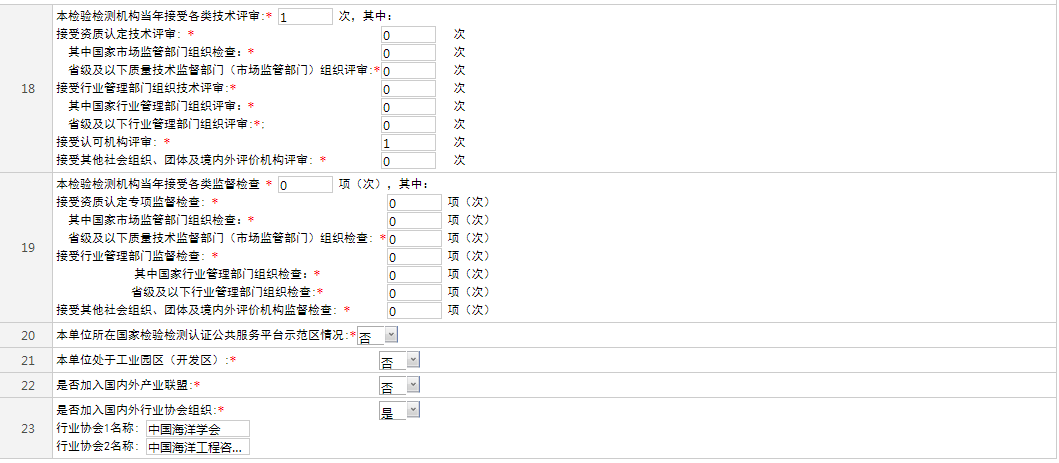 18
本检验检测机构当年接受各类技术评审:* 1 次，其中:
接受资质认定技术评审: * 0 次
其中国家市场监管部门组织检查: * 0 次
省级及以下质量技术监督部门（市场监管部门）组织评审:* 0 次
接受行业管理部门组织技术评审:* 0 次
其中国家行业管理部门组织评审: * 0 次
省级及以下行业管理部门组织评审:*: 0 次
接受认可机构评审: * 1 次
接受其他社会组织、团体及境内外评价机构评审: * 0 次
19
本检验检测机构当年接受各类监督检查 * 0 项（次），其中:
接受资质认定专项监督检查: * 0 项（次）
其中国家市场监管部门组织检查: * 0 项（次）
省级及以下质量技术监督部门（市场监管部门）组织检查: * 0 项（次）
接受行业管理部门监督检查: * 0 项（次）
其中国家行业管理部门组织检查: * 0 项（次）
省级及以下行业管理部门组织检查:* 0 项（次）
接受其他社会组织、团体及境内外评价机构监督检查: * 0 项（次）
20 本单位所在国家检验检测认证公共服务平台示范区情况:* 否
21 本单位处于工业园区（开发区）:* 否
22 是否加入国内外产业联盟:* 否
23
是否加入国内外行业协会组织:* 是
行业协会1名称: 中国海洋学会
行业协会2名称: 中国海洋工程咨...